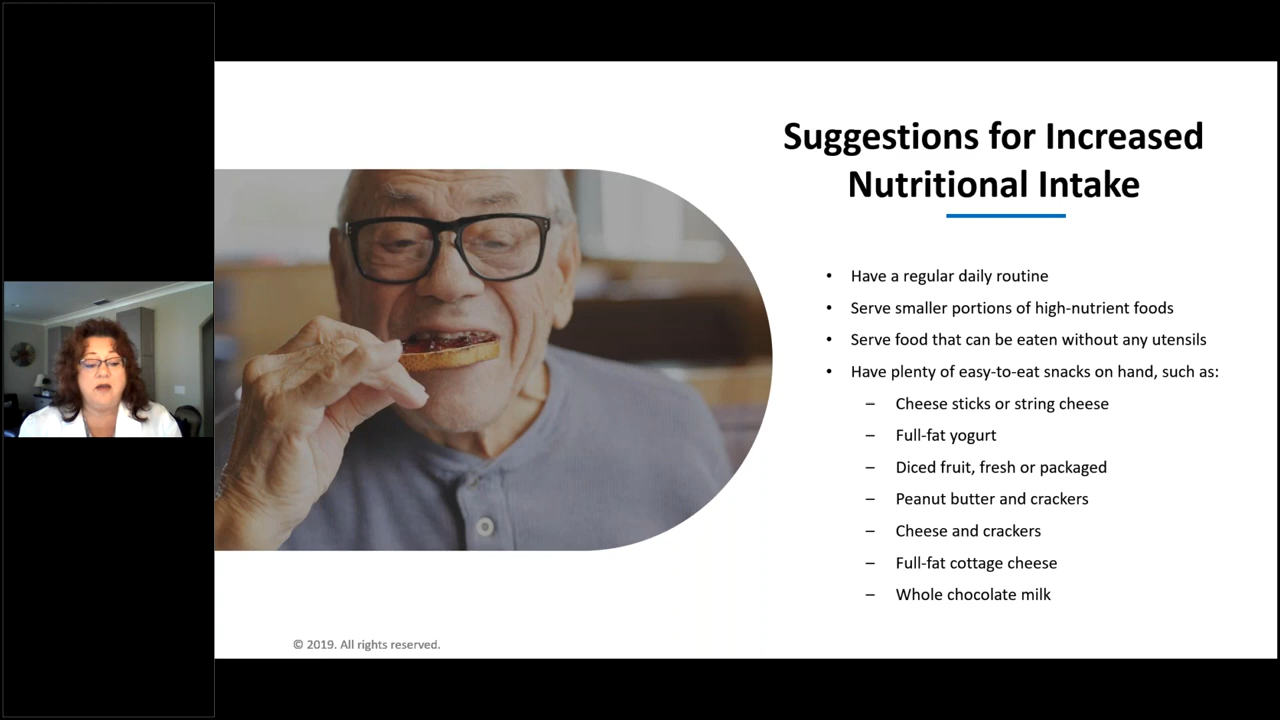 Suggestions for Increased
Nutritional Intake
• Have a regular daily routine
• Serve smaller portions of high-nutrient foods
• Serve food that can be eaten without any utensils
• Have plenty of easy-to-eat snacks on hand, such as:
– Cheese sticks or string cheese
– Full-fat yogurt
– Diced fruit, fresh or packaged
– Peanut butter and crackers
– Cheese and crackers
– Full-fat cottage cheese
– Whole chocolate milk
© 2019. All rights reserved.